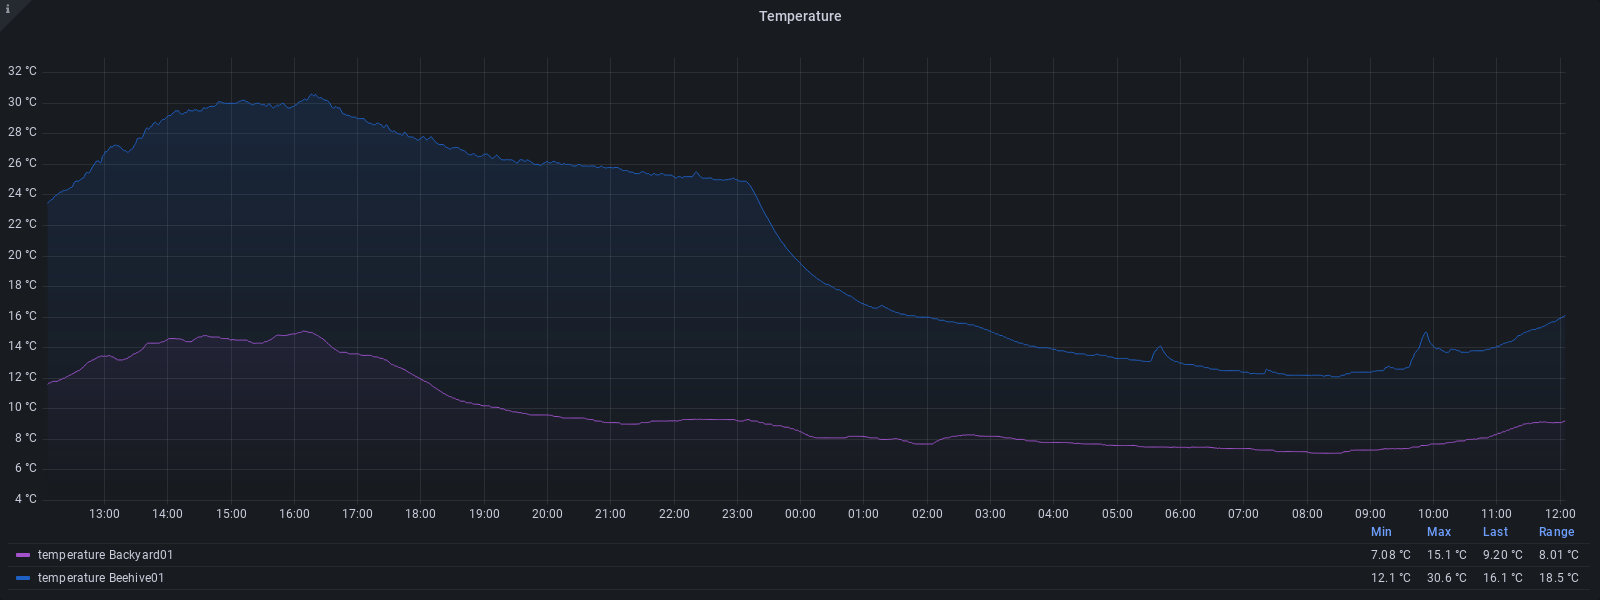 i
Temperature
32 °C
30 °C
28 °C
26 °C
24 °C
22 °C
20 °C
18 °C
16 °C
14 °C
12 °C
10 °C
8 °C
6 °C
4 °C
13:00 14:00 15:00 16:00 17:00 18:00 19:00 20:00 21:00 22:00 23:00 00:00 01:00 02:00 03:00 04:00 05:00 06:00 07:00 08:00 09:00 10:00 11:00 12:00
Min Max Last Range
temperature Backyard01 7.08 °C 15.1 °C 9.20 °C 8.01 °C
temperature Beehive01 12.1 °C 30.6 °C 16.1 °C 18.5 °C